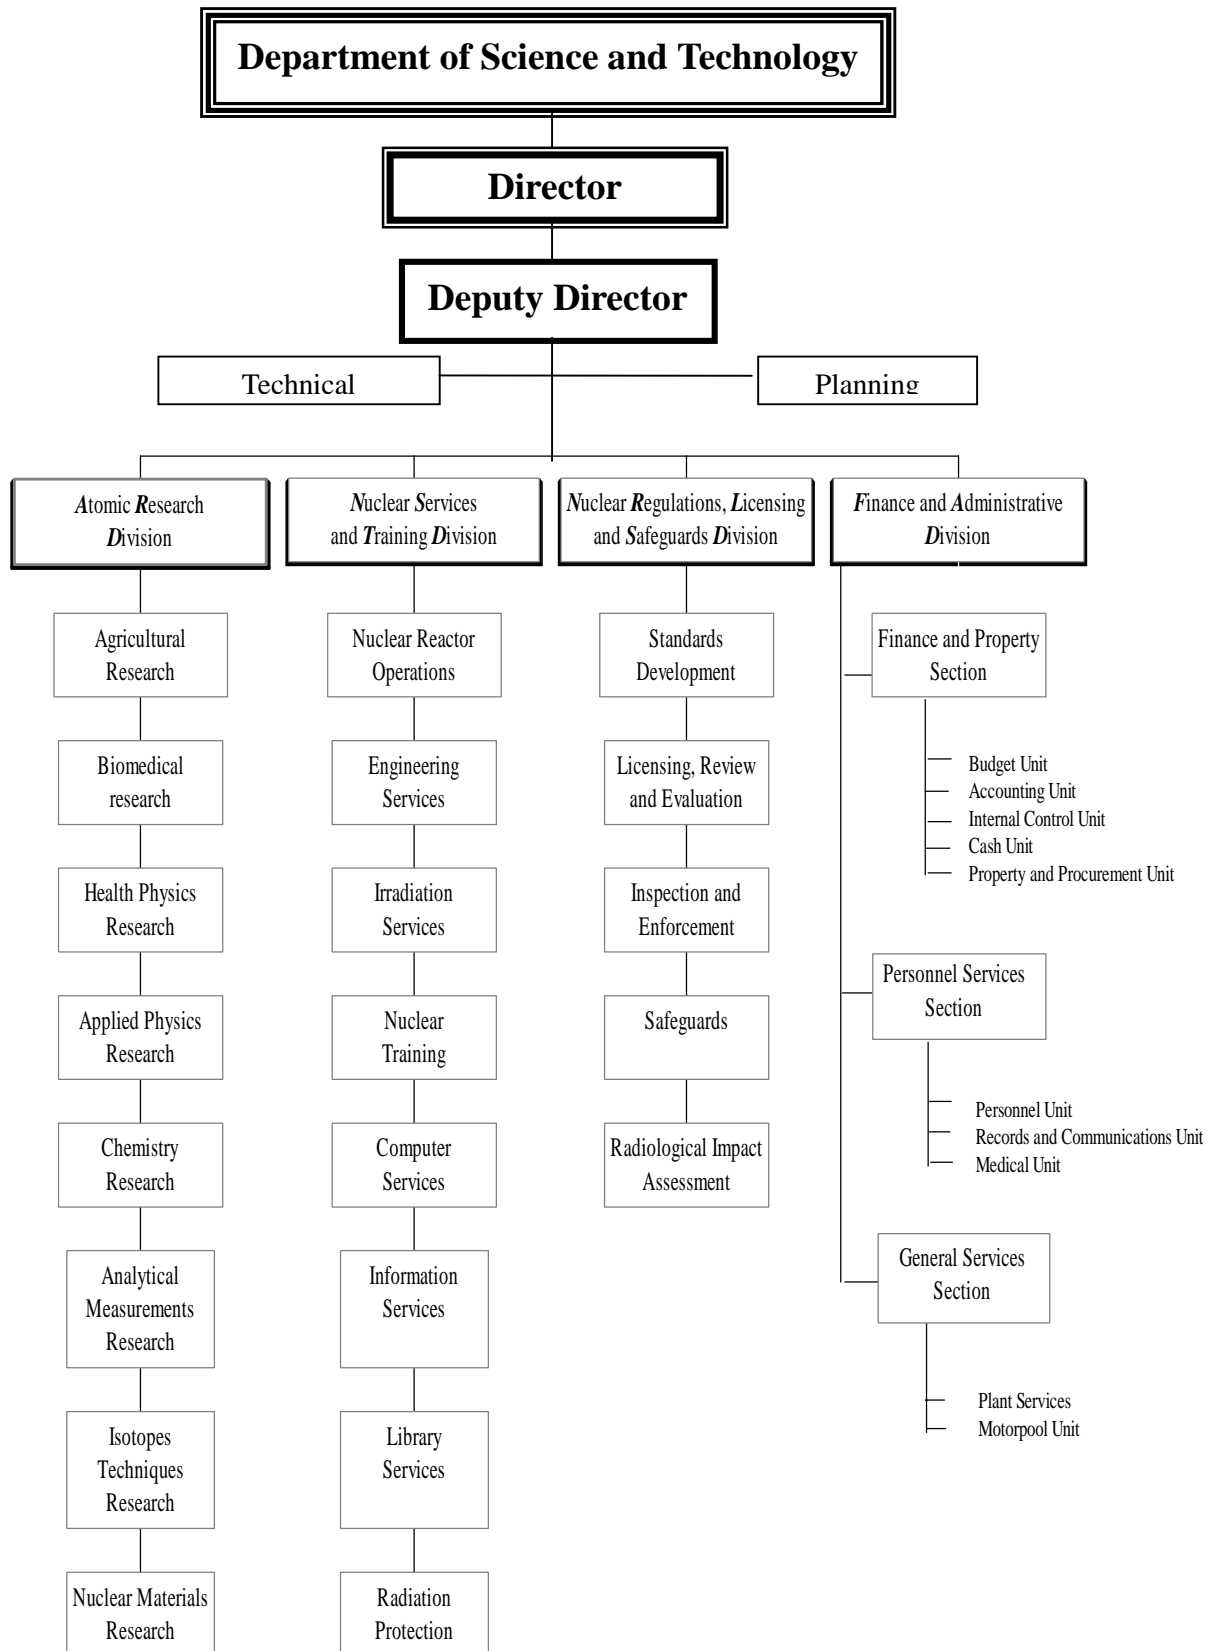 Department of Science and Technology
Director
Deputy Director
Technical
Planning
Atomic Research
Division
Nuclear Services
and Training Division
Nuclear Regulations, Licensing
and Safeguards Division
Finance and Administrative
Division
Agricultural
Research
Biomedical
research
Health Physics
Research
Applied Physics
Research
Chemistry
Research
Analytical
Measurements
Research
Isotopes
Techniques
Research
Nuclear Materials
Research
Nuclear Reactor
Operations
Engineering
Services
Irradiation
Services
Nuclear
Training
Computer
Services
Information
Services
Library
Services
Radiation
Protection
Standards
Development
Licensing, Review
and Evaluation
Inspection and
Enforcement
Safeguards
Radiological Impact
Assessment
Finance and Property
Section
Budget Unit
Accounting Unit
Internal Control Unit
Cash Unit
Property and Procurement Unit
Personnel Services
Section
Personnel Unit
Records and Communications Unit
Medical Unit
General Services
Section
Plant Services
Motorpool Unit